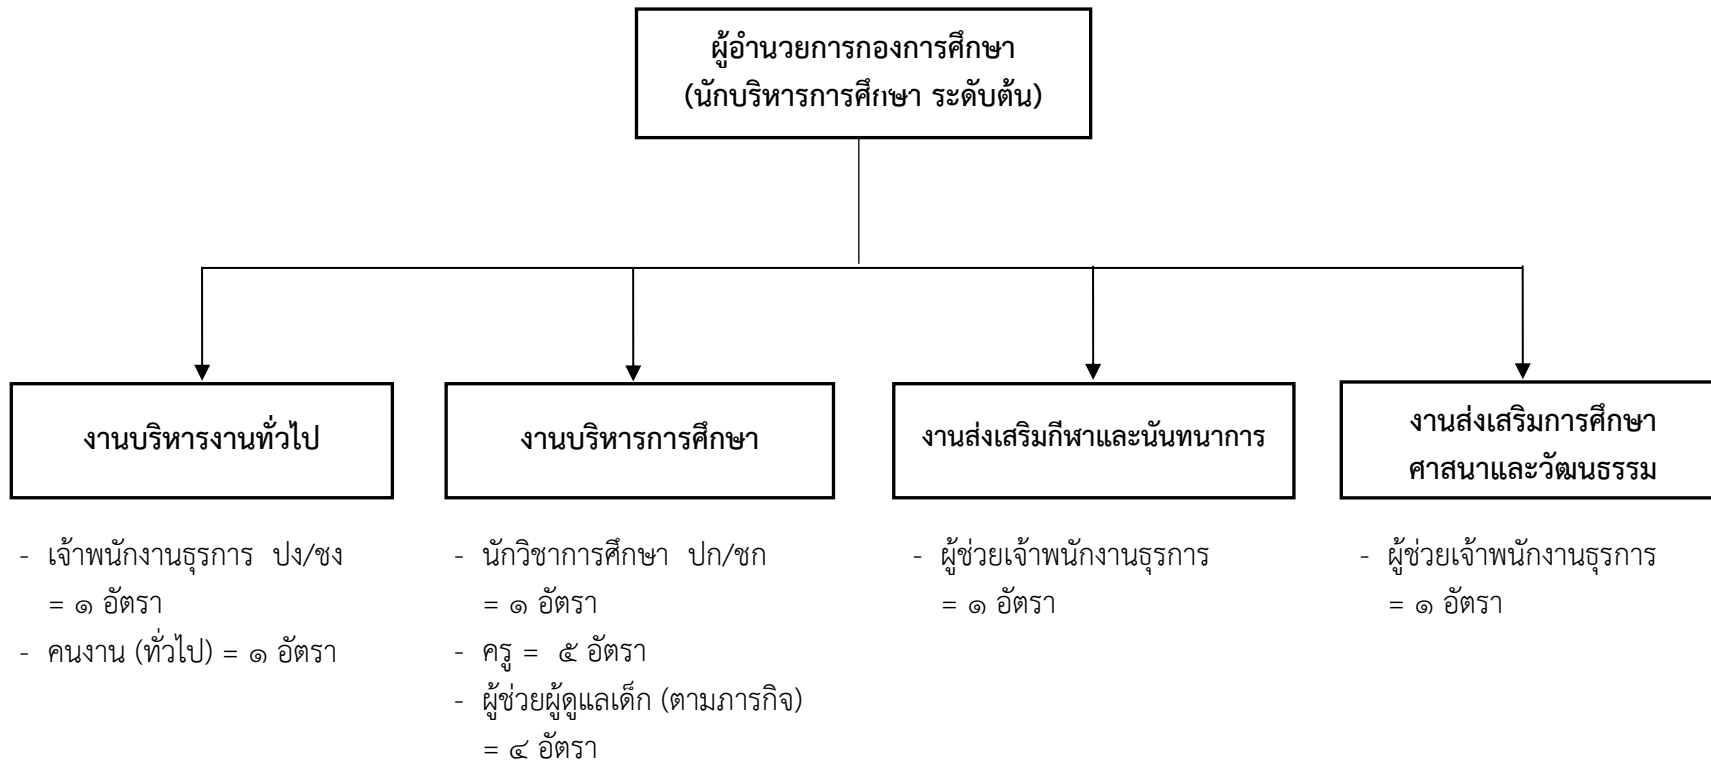 ผู้อำนวยการกองการศึกษา
(นักบริหารการศึกษา ระดับต้น)
งานบริหารงานทั่วไป
- เจ้าพนักงานธุรการ ปง/ชง
= ๑ อัตรา
- คนงาน (ทั่วไป) = ๑ อัตรา
งานบริหารการศึกษา
- นักวิชาการศึกษา ปก/ชก
= ๑ อัตรา
- ครู = ๕ อัตรา
- ผู้ช่วยผู้ดูแลเด็ก (ตามภารกิจ)
= ๔ อัตรา
งานส่งเสริมกีฬาและนันทนาการ
- ผู้ช่วยเจ้าพนักงานธุรการ
= ๑ อัตรา
งานส่งเสริมการศึกษา
ศาสนาและวัฒนธรรม
- ผู้ช่วยเจ้าพนักงานธุรการ
= ๑ อัตรา